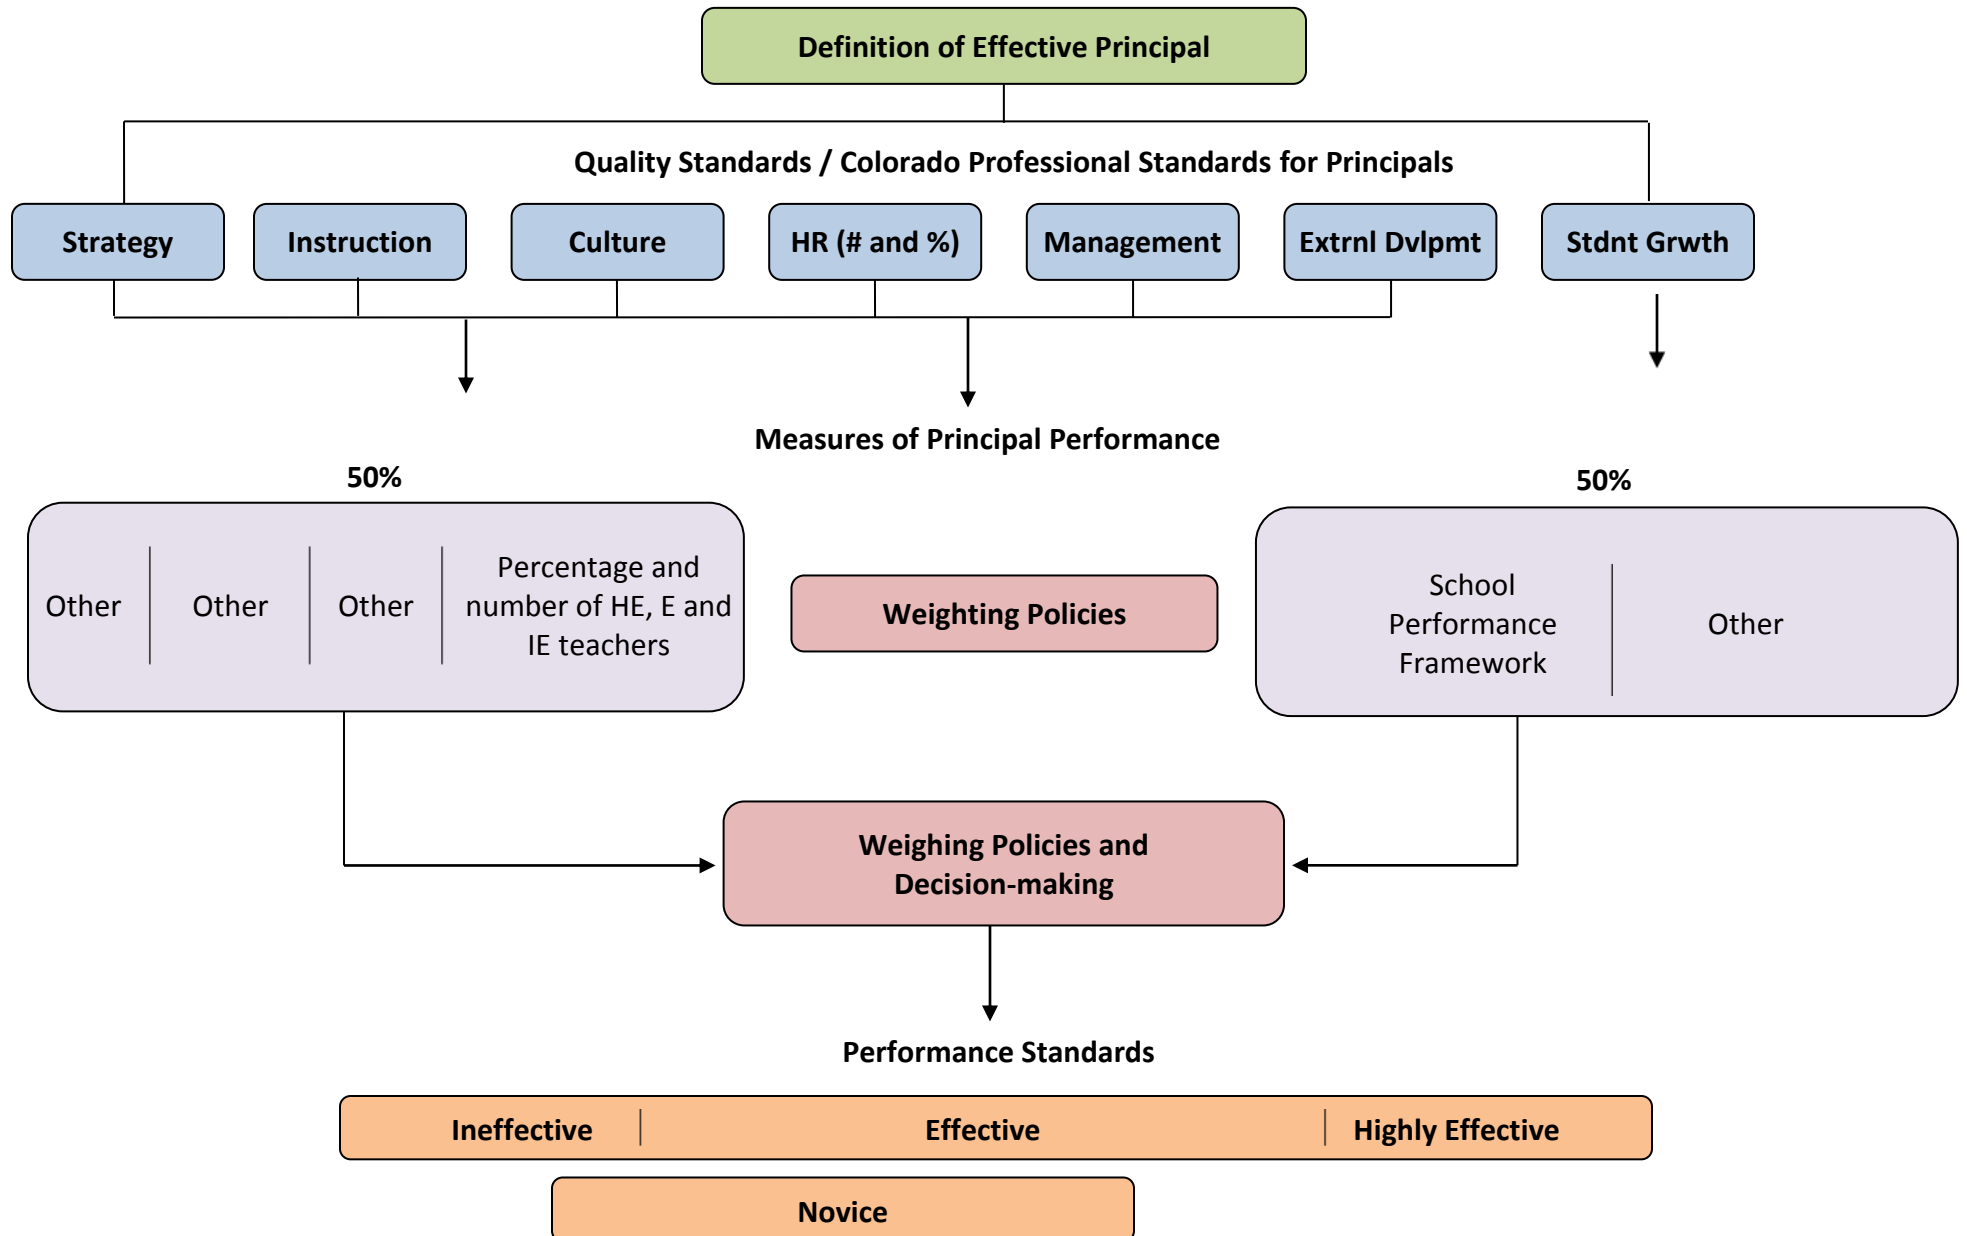 Definition of Effective Principal
Quality Standards / Colorado Professional Standards for Principals
Strategy
Instruction
Culture
HR (# and %)
Management
Extrnl Dvlpmt
Stdnt Grwth
Measures of Principal Performance
50%
50%
Other
Other
Other
Percentage and
number of HE, E and
IE teachers
Weighting Policies
School
Performance
Framework
Other
Weighing Policies and
Decision-making
Performance Standards
Ineffective
Effective
Highly Effective
Novice